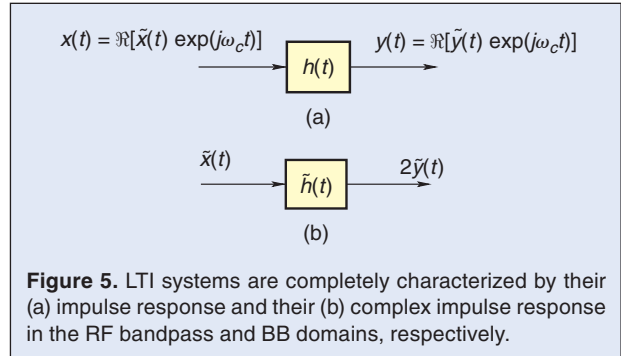 x(t) = ℜ[x̃(t) exp(jω_c t)] y(t) = ℜ[ỹ(t) exp(jω_c t)]
h(t)
(a)
x̃(t) 2ỹ(t)
h̃(t)
(b)
Figure 5. LTI systems are completely characterized by their
(a) impulse response and their (b) complex impulse response
in the RF bandpass and BB domains, respectively.